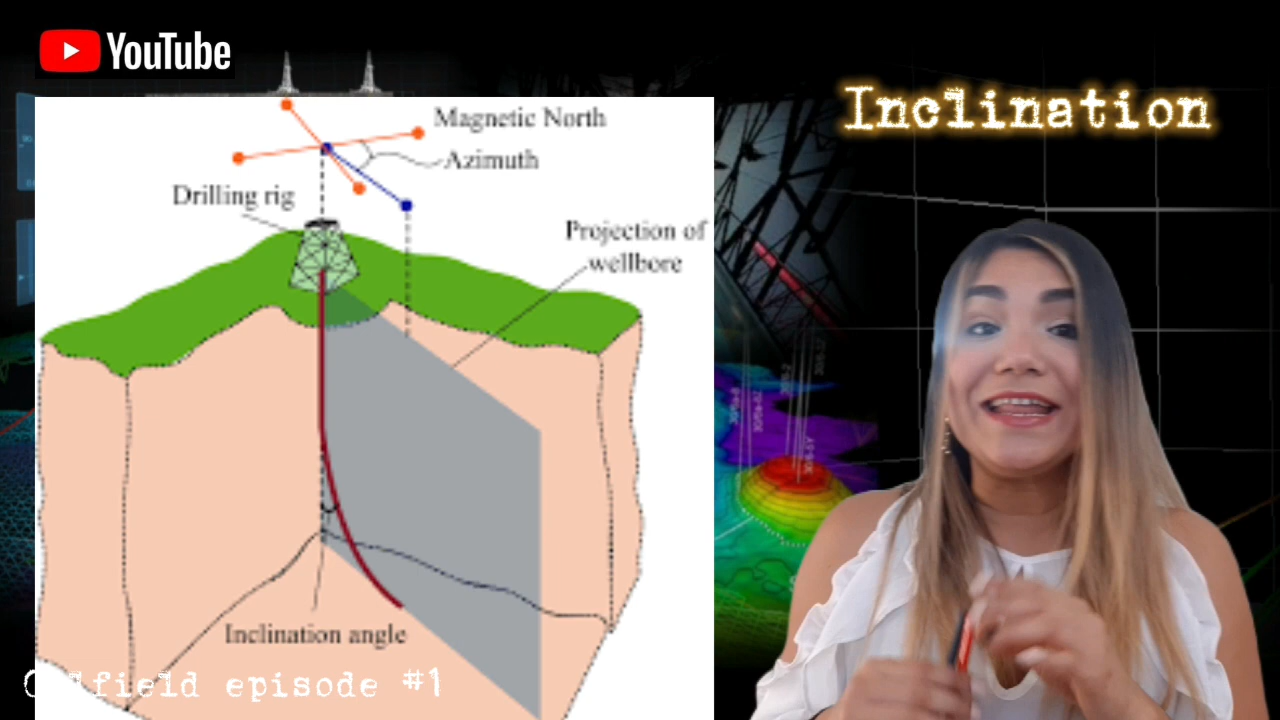 YouTube
Inclination
Magnetic North
Azimuth
Drilling rig
Projection of
wellbore
Inclination angle
field episode #1